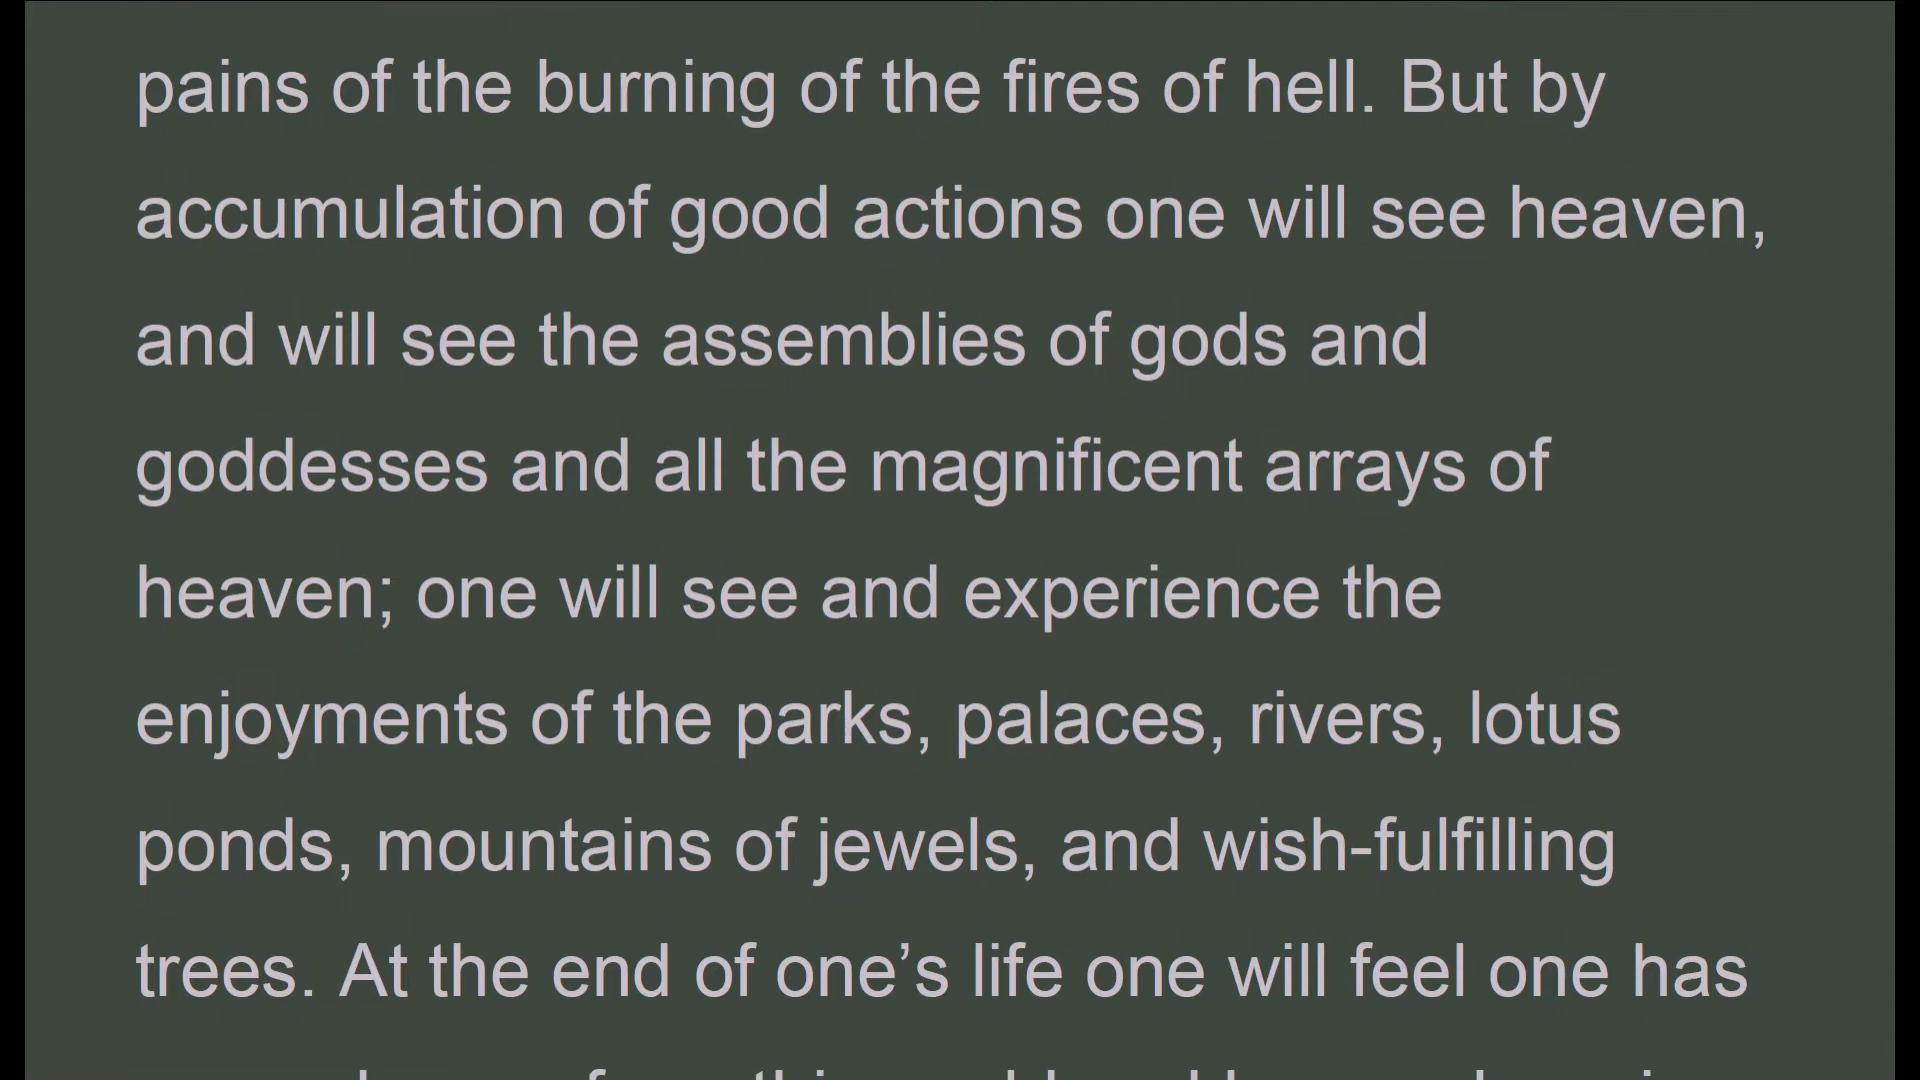 pains of the burning of the fires of hell. But by
accumulation of good actions one will see heaven,
and will see the assemblies of gods and
goddesses and all the magnificent arrays of
heaven; one will see and experience the
enjoyments of the parks, palaces, rivers, lotus
ponds, mountains of jewels, and wish-fulfilling
trees. At the end of one’s life one will feel one has